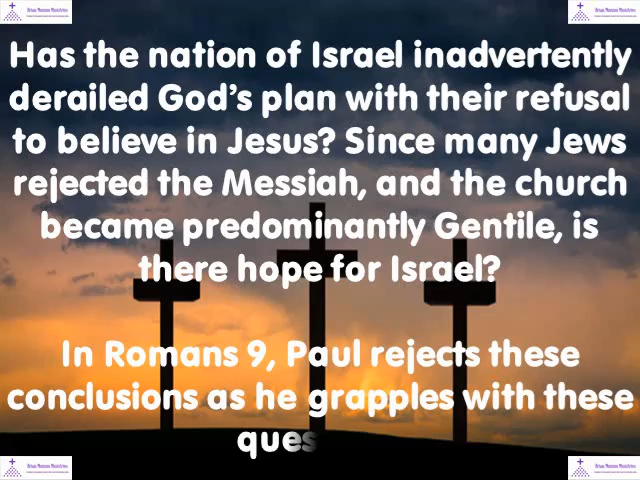 Has the nation of Israel inadvertently
derailed God's plan with their refusal
to believe in Jesus? Since many Jews
rejected the Messiah, and the church
became predominantly Gentile, is
there hope for Israel?
In Romans 9, Paul rejects these
conclusions as he grapples with these
ques